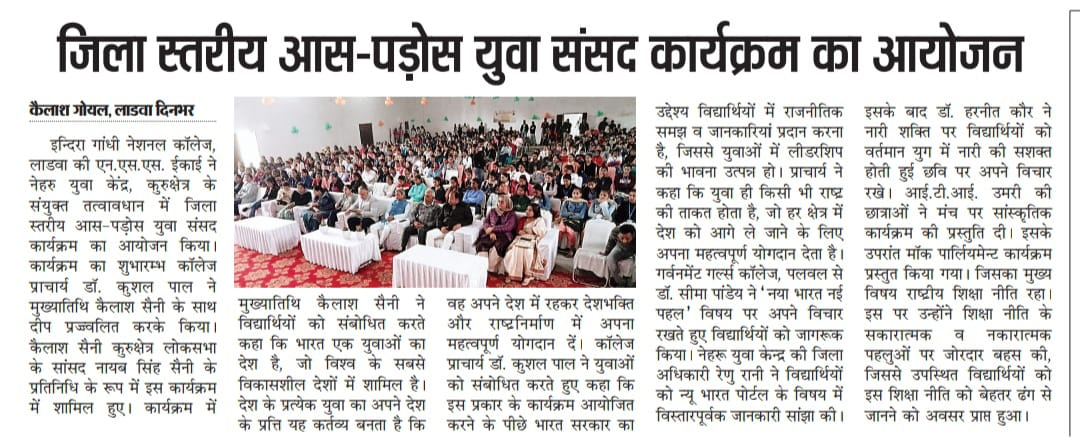 जिला स्तरीय आस-पड़ोस युवा संसद कार्यक्रम का आयोजन
कैलाश गोयल, लाडवा दिनभर
इन्दिरा गांधी नेशनल कॉलेज,
लाडवा की एन.एस.एस. ईकाई ने
नेहरु युवा केंद्र, कुरुक्षेत्र के
संयुक्त तत्वावधान में जिला
स्तरीय आस-पड़ोस युवा संसद
कार्यक्रम का आयोजन किया।
कार्यक्रम का शुभारम्भ कॉलेज
प्राचार्य डॉ. कुशल पाल ने
मुख्यातिथि कैलाश सैनी के साथ
दीप प्रज्ज्वलित करके किया।
कैलाश सैनी कुरुक्षेत्र लोकसभा
के सांसद नायब सिंह सैनी के
प्रतिनिधि के रूप में इस कार्यक्रम
में शामिल हुए। कार्यक्रम में
मुख्यातिथि कैलाश सैनी ने
विद्यार्थियों को संबोधित करते
कहा कि भारत एक युवाओं का
देश है, जो विश्व के सबसे
विकासशील देशों में शामिल है।
देश के प्रत्येक युवा का अपने देश
के प्रत्ति यह कर्तव्य बनता है कि
वह अपने देश में रहकर देशभक्ति
और राष्ट्रनिर्माण में अपना
महत्वपूर्ण योगदान दें। कॉलेज
प्राचार्य डॉ. कुशल पाल ने युवाओं
को संबोधित करते हुए कहा कि
इस प्रकार के कार्यक्रम आयोजित
करने के पीछे भारत सरकार का
उद्देश्य विद्यार्थियों में राजनीतिक
समझ व जानकारियां प्रदान करना
है, जिससे युवाओं में लीडरशिप
की भावना उत्पन्न हो। प्राचार्य ने
कहा कि युवा ही किसी भी राष्ट्र
की ताकत होता है, जो हर क्षेत्र में
देश को आगे ले जाने के लिए
अपना महत्वपूर्ण योगदान देता है।
गर्वनमेंट गर्ल्स कॉलेज, पलवल से
डॉ. सीमा पांडेय ने ‘नया भारत नई
पहल’ विषय पर अपने विचार
रखते हुए विद्यार्थियों को जागरूक
किया। नेहरू युवा केन्द्र की जिला
अधिकारी रेणु रानी ने विद्यार्थियों
को न्यू भारत पोर्टल के विषय में
विस्तारपूर्वक जानकारी सांझा की।
इसके बाद डॉ. हरनीत कौर ने
नारी शक्ति पर विद्यार्थियों को
वर्तमान युग में नारी की सशक्त
होती हुई छवि पर अपने विचार
रखे। आई.टी.आई. उमरी की
छात्राओं ने मंच पर सांस्कृतिक
कार्यक्रम की प्रस्तुति दी। इसके
उपरांत मॉक पार्लियामेन्ट कार्यक्रम
प्रस्तुत किया गया। जिसका मुख्य
विषय राष्ट्रीय शिक्षा नीति रहा।
इस पर उन्होंने शिक्षा नीति के
सकारात्मक व नकारात्मक
पहलुओं पर जोरदार बहस की,
जिससे उपस्थित विद्यार्थियों को
इस शिक्षा नीति को बेहतर ढंग से
जानने को अवसर प्राप्त हुआ।